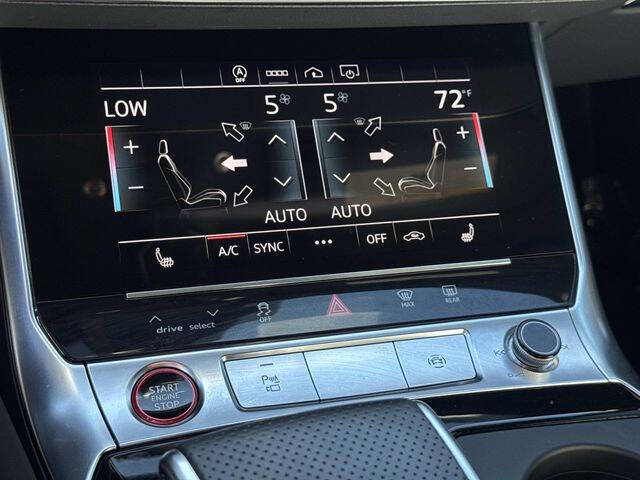 A OFF
LOW 5 5 72°F
+ +
- -
AUTO AUTO
A/C SYNC ... OFF
drive select OFF MAX REAR
START
ENGINE
STOP
P